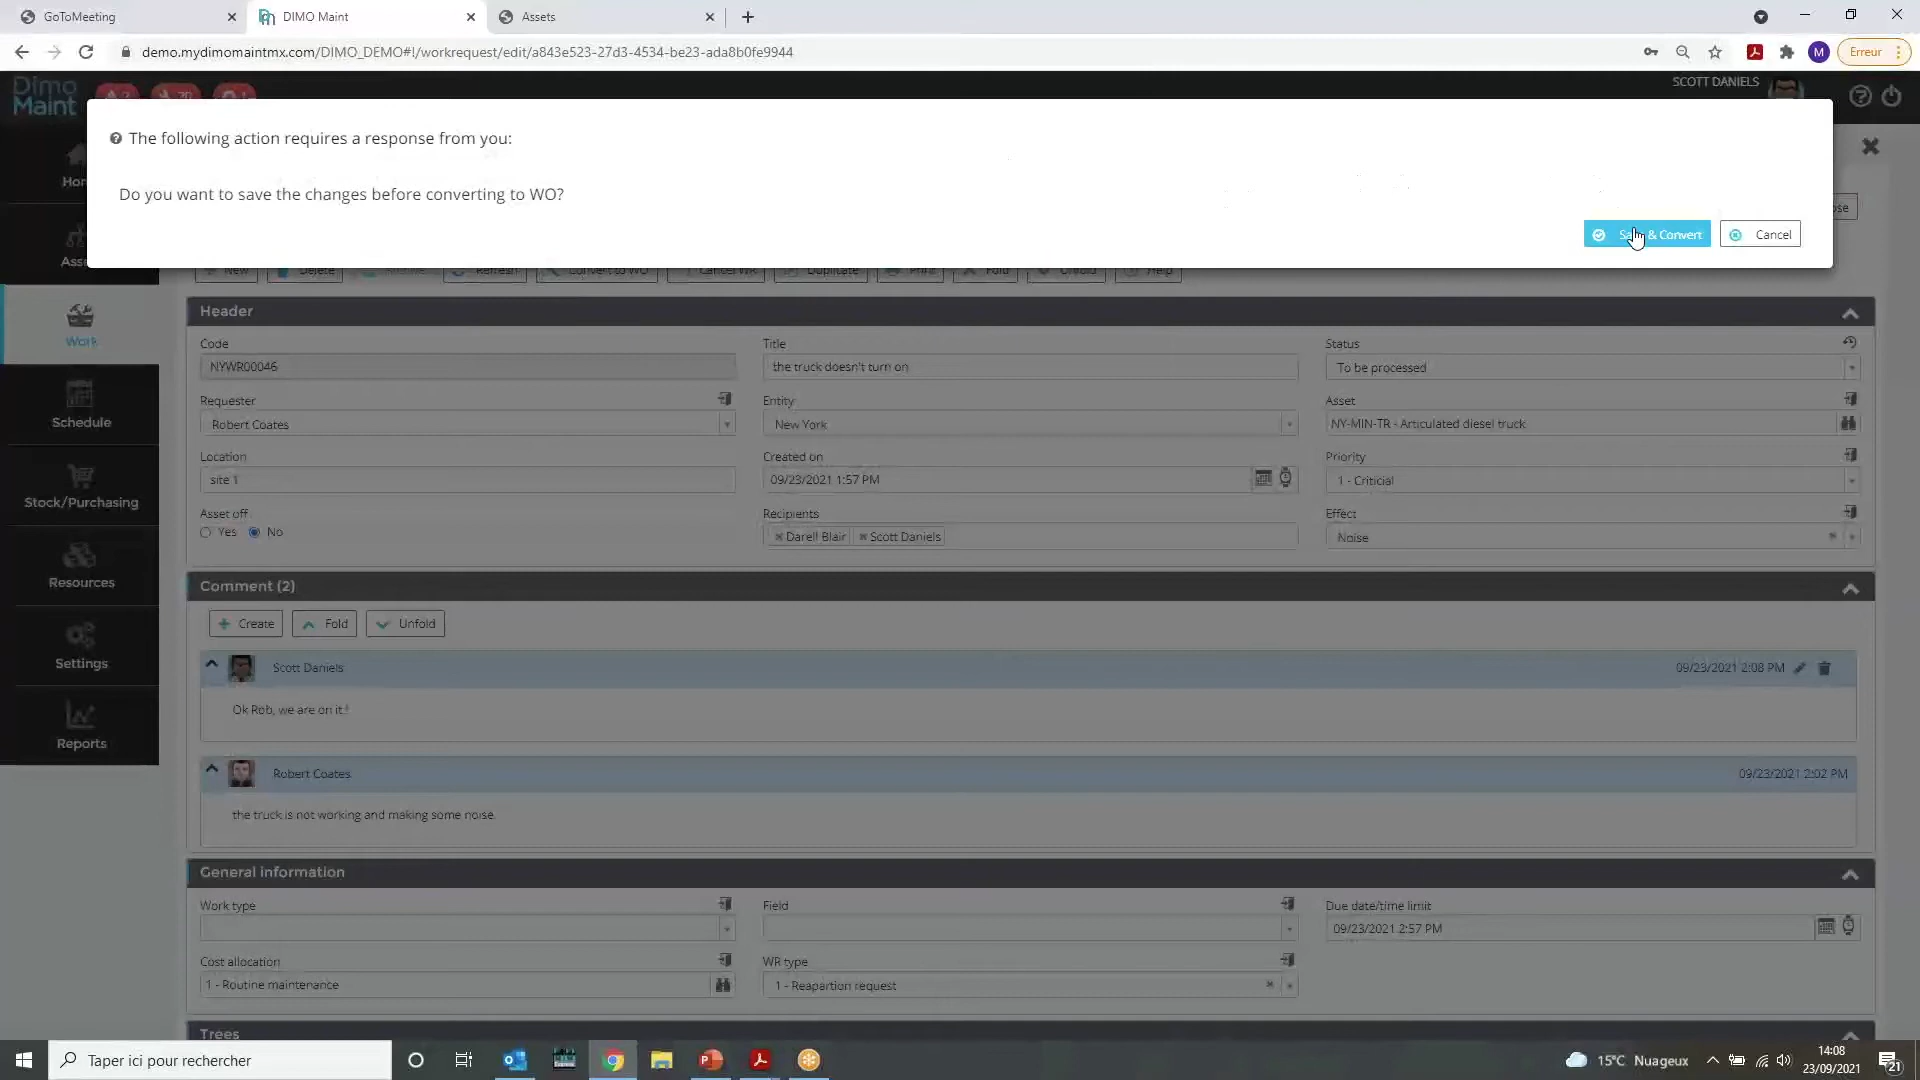 GoToMeeting
DIMO Maint
Assets
demo.mydimomaintmx.com/DIMO_DEMO#!/workrequest/edit/a843e523-27d3-4534-be23-ada8b0fe9944
M
Erreur
Dimo
Maint
SCOTT DANIELS
The following action requires a response from you:
Do you want to save the changes before converting to WO?
& Convert
Cancel
New
Delete
Refresh
Convert to WO
Cancel WR
Duplicate
Print
Fold
Unfold
Help
Work
Schedule
Stock/Purchasing
Resources
Settings
Reports
Header
Code
Title
Status
NYWR00046
the truck doesn't turn on
To be processed
Requester
Entity
Asset
Robert Coates
New York
NY-MIN-TR - Articulated diesel truck
Location
Created on
Priority
site 1
09/23/2021 1:57 PM
1 - Criticial
Asset off
Recipients
Effect
Yes No
Darell Blair Scott Daniels
Noise
Comment (2)
Create Fold Unfold
Scott Daniels 09/23/2021 2:08 PM
Ok Rob, we are on it !
Robert Coates 09/23/2021 2:02 PM
the truck is not working and making some noise.
General information
Work type
Field
Due date/time limit
09/23/2021 2:57 PM
Cost allocation
WR type
1 - Routine maintenance
1 - Reapartion request
Trees
Taper ici pour rechercher
15°C Nuageux
14:08
23/09/2021
21